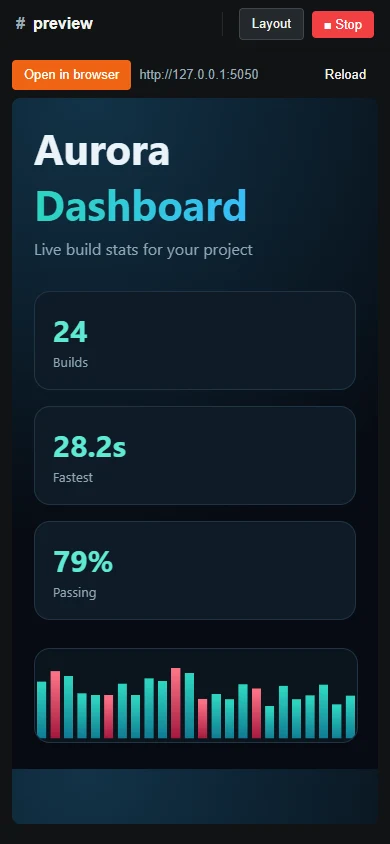 # preview
Layout
■ Stop
Open in browser
http://127.0.0.1:5050
Reload
Aurora
Dashboard
Live build stats for your project
24
Builds
28.2s
Fastest
79%
Passing